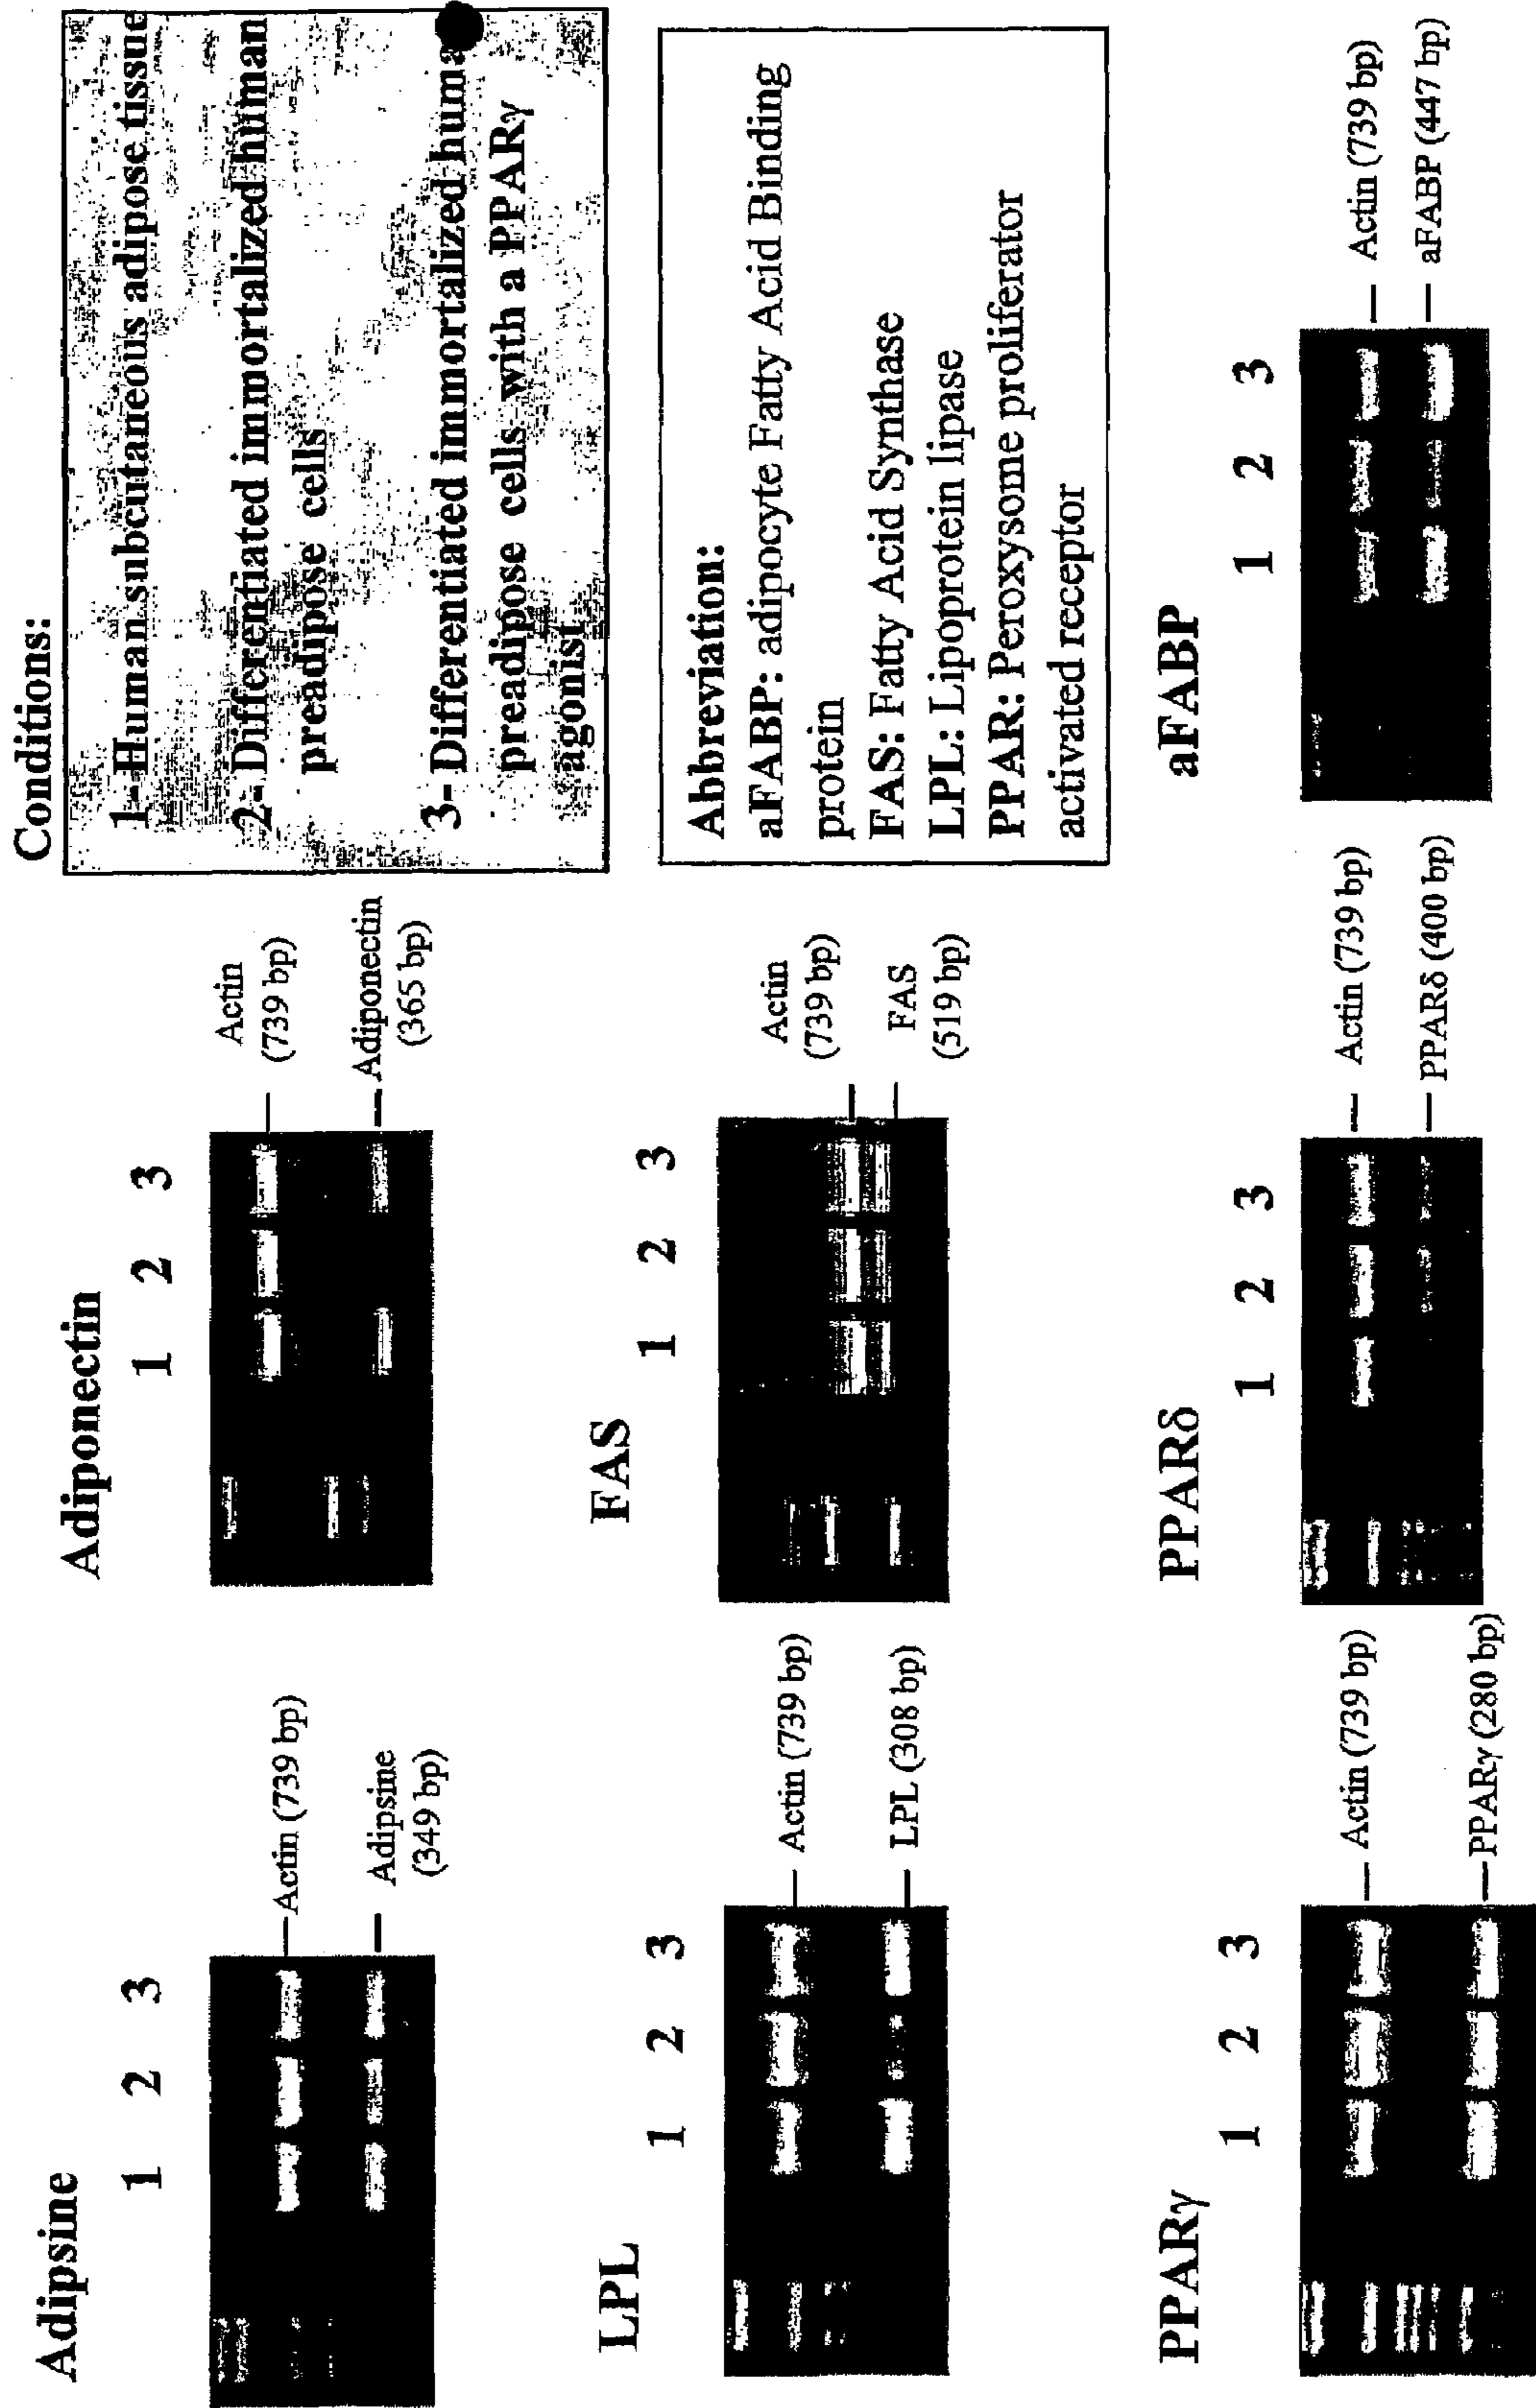 Adipsine
1 2 3
Actin (739 bp)
Adipsine
(349 bp)
Adiponectin
1 2 3
Actin
(739 bp)
Adiponectin
(365 bp)
Conditions:
1- Human subcutaneous adipose tissue
2- Differentiated immortalized human
preadipose cells
3- Differentiated immortalized huma
preadipose cells with a PPARγ
agonist
LPL
1 2 3
Actin (739 bp)
LPL (308 bp)
FAS
1 2 3
Actin
(739 bp)
FAS
(519 bp)
Abbreviation:
aFABP: adipocyte Fatty Acid Binding
protein
FAS: Fatty Acid Synthase
LPL: Lipoprotein lipase
PPAR: Peroxysome proliferator
activated receptor
PPARγ
1 2 3
Actin (739 bp)
PPARγ (280 bp)
PPARδ
1 2 3
Actin (739 bp)
PPARδ (400 bp)
aFABP
1 2 3
Actin (739 bp)
aFABP (447 bp)